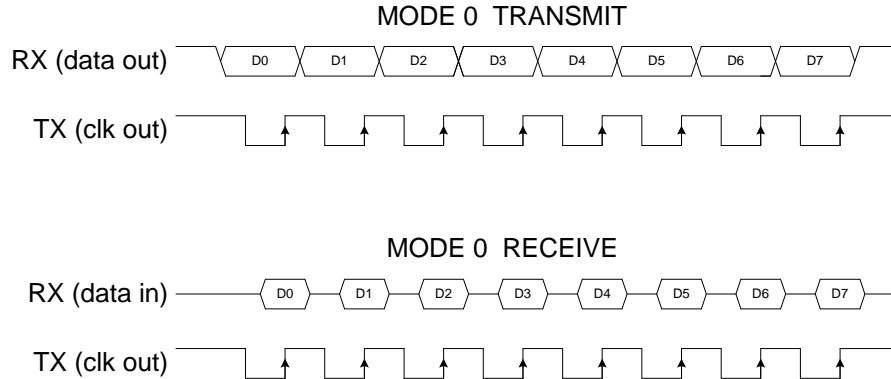 MODE 0 TRANSMIT
RX (data out) D0 D1 D2 D3 D4 D5 D6 D7
TX (clk out)
MODE 0 RECEIVE
RX (data in) D0 D1 D2 D3 D4 D5 D6 D7
TX (clk out)